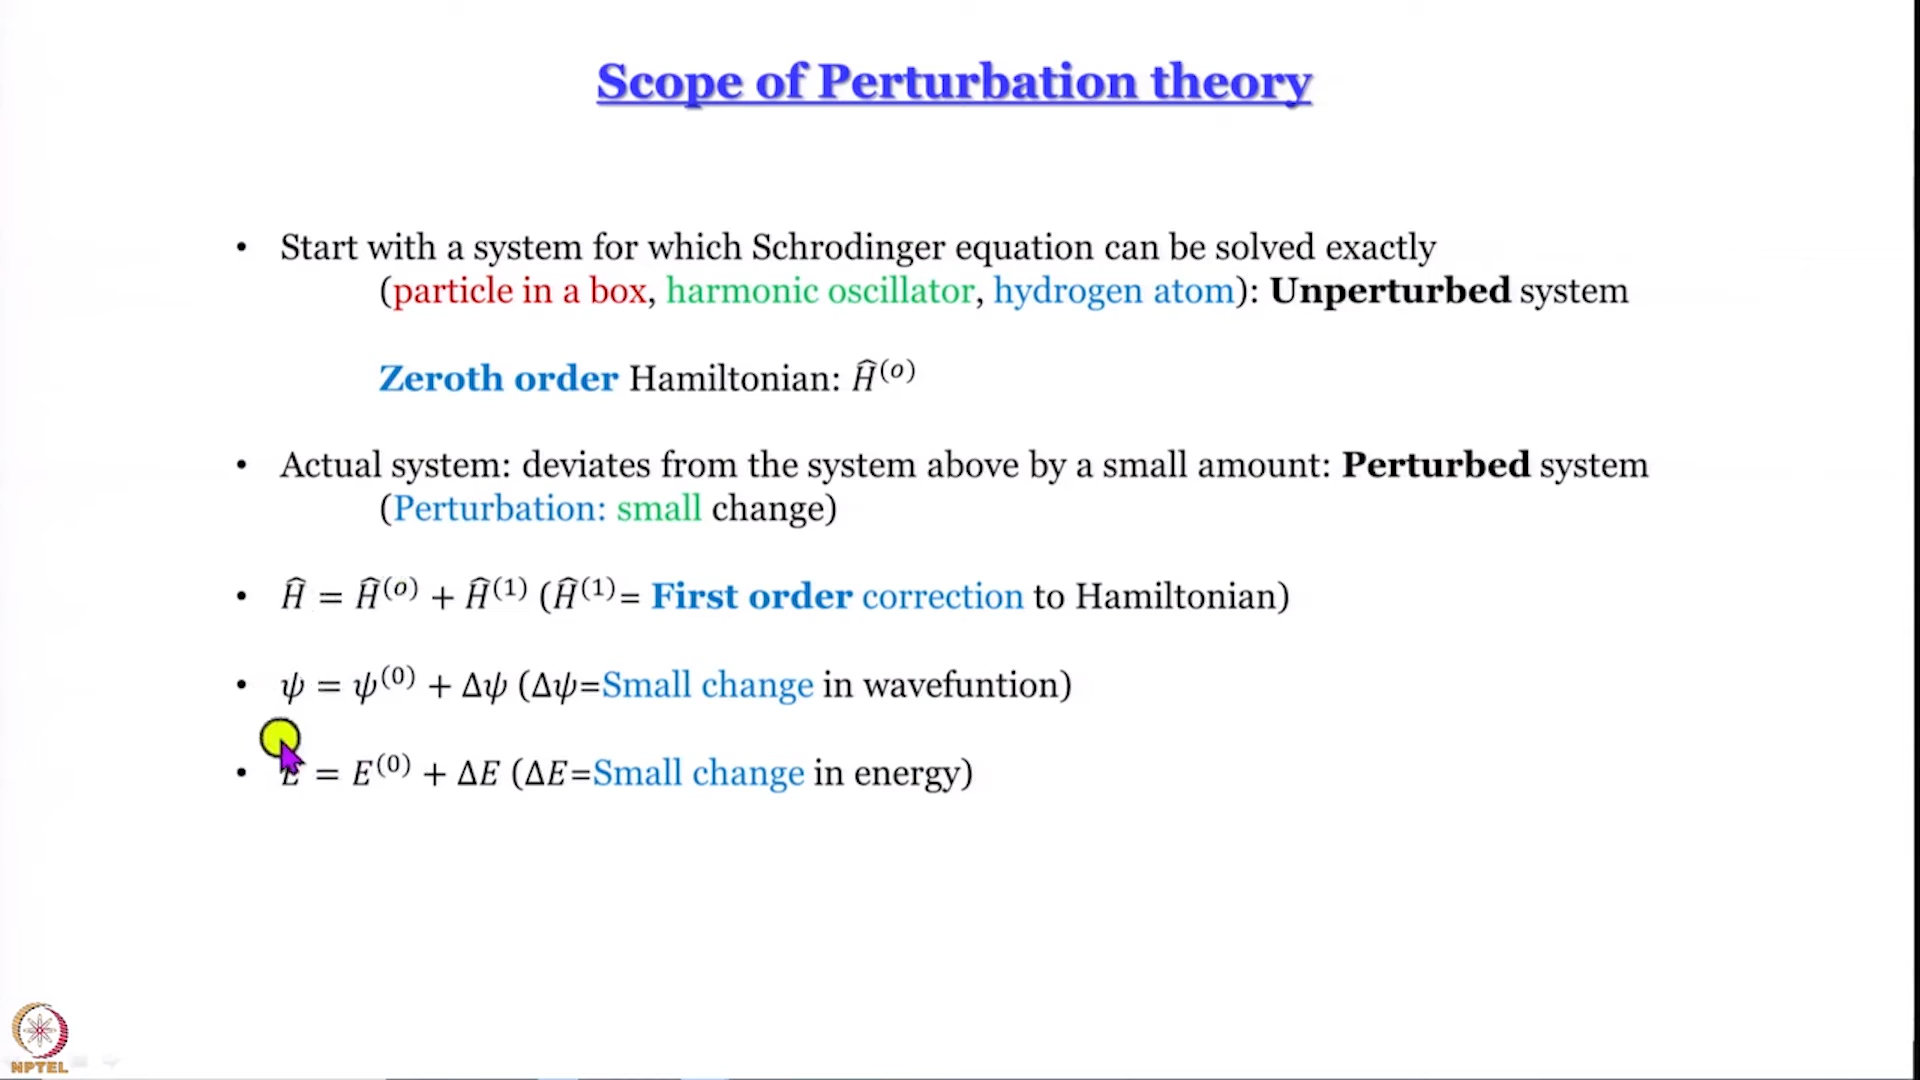 Scope of Perturbation theory
• Start with a system for which Schrodinger equation can be solved exactly
(particle in a box, harmonic oscillator, hydrogen atom): Unperturbed system
Zeroth order Hamiltonian: Ĥ⁽ᵒ⁾
• Actual system: deviates from the system above by a small amount: Perturbed system
(Perturbation: small change)
• Ĥ = Ĥ⁽ᵒ⁾ + Ĥ⁽¹⁾ (Ĥ⁽¹⁾= First order correction to Hamiltonian)
• ψ = ψ⁽⁰⁾ + Δψ (Δψ=Small change in wavefuntion)
• E = E⁽⁰⁾ + ΔE (ΔE=Small change in energy)
NPTEL